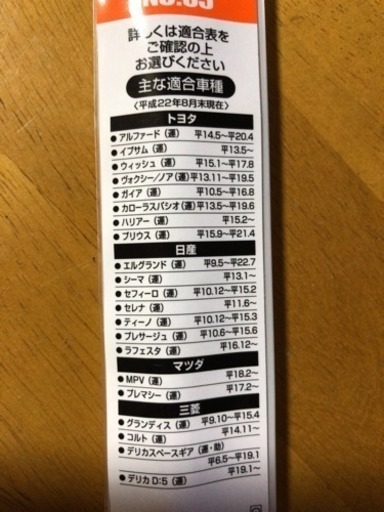 No.65
詳しくは適合表を
ご確認の上
お選びください
主な適合車種
〈平成22年8月末現在〉
トヨタ
●アルファード(運) 平14.5〜平20.4
●イプサム(運) 平13.5〜
●ウィッシュ(運) 平15.1〜平17.8
●ヴォクシー/ノア(運) 平13.11〜平19.5
●ガイア(運) 平10.5〜平16.8
●カローラスパシオ(運) 平13.5〜平19.6
●ハリアー(運) 平15.2〜
●プリウス(運) 平15.9〜平21.4
日産
●エルグランド(運) 平9.5〜平22.7
●シーマ(運) 平13.1〜
●セフィーロ(運) 平10.12〜平15.2
●セレナ(運) 平11.6〜
●ティーノ(運) 平10.12〜平15.3
●プレサージュ(運) 平10.6〜平15.6
●ラフェスタ(運) 平16.12〜
マツダ
●MPV(運) 平18.2〜
●プレマシー(運) 平17.2〜
三菱
●グランディス(運) 平9.10〜平15.4
●コルト(運) 平14.11〜
●デリカスペースギア(運・助)
平6.5〜平19.1
●デリカ D:5(運) 平19.1〜